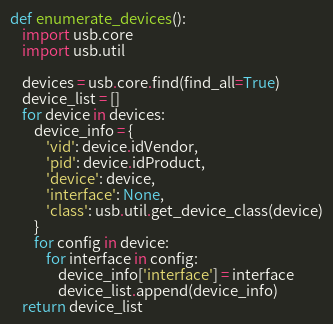 def enumerate_devices():
    import usb.core
    import usb.util

    devices = usb.core.find(find_all=True)
    device_list = []
    for device in devices:
        device_info = {
            'vid': device.idVendor,
            'pid': device.idProduct,
            'device': device,
            'interface': None,
            'class': usb.util.get_device_class(device)
        }
        for config in device:
            for interface in config:
                device_info['interface'] = interface
                device_list.append(device_info)
    return device_list